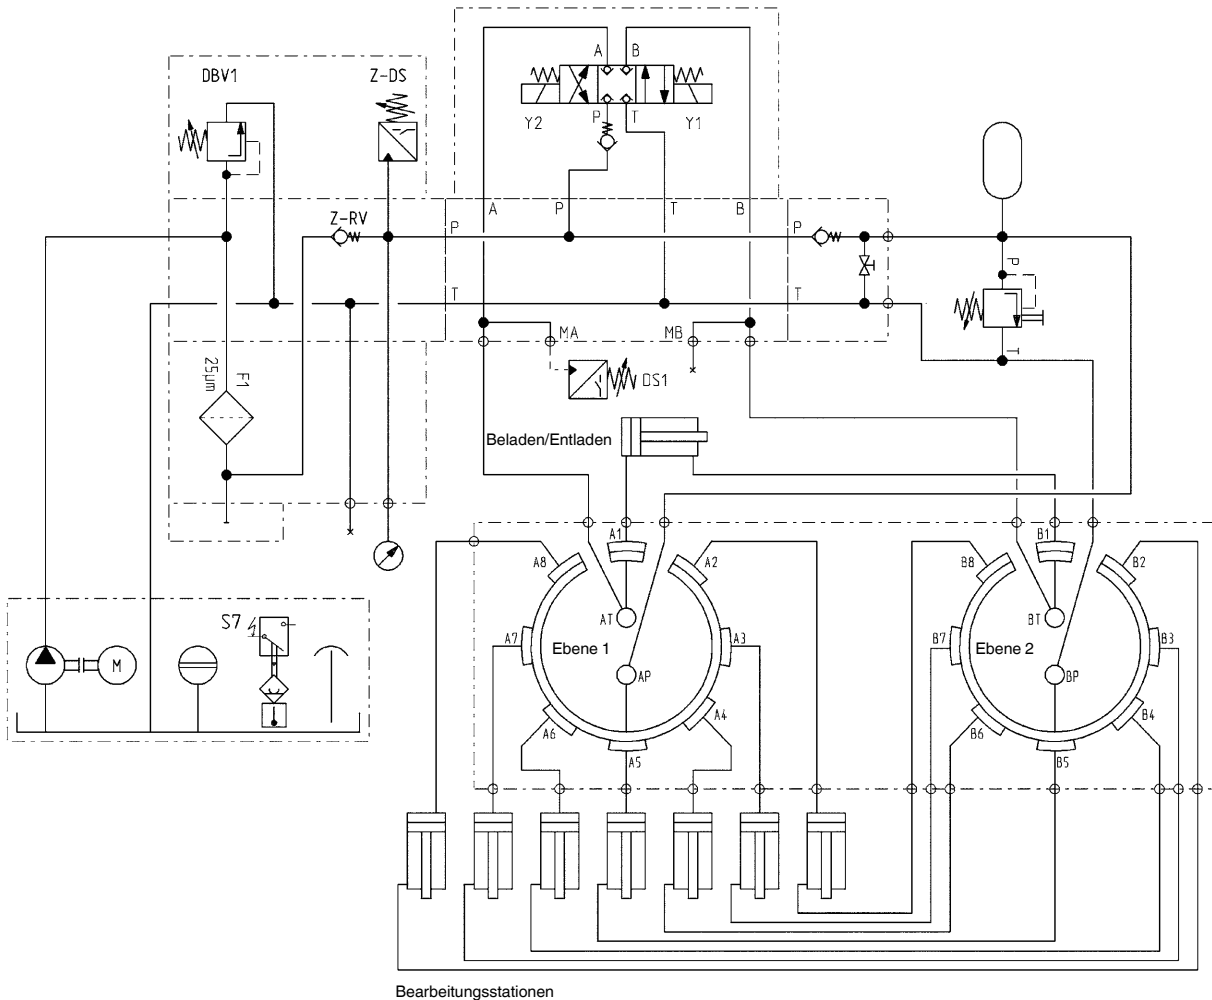 A B
DBV1 Z-DS
P T
Y2 Y1
A P T B
Z-RV
P P
P
T T
MA MB
T
DS1
F1
25µm
Beladen/Entladen
A1 B1
A8 A2 B8 B2
S7
AT BT
A7 Ebene 1 A3 B7 Ebene 2 B3
M
AP BP
A6 A4 B6 B4
A5 B5
Bearbeitungsstationen